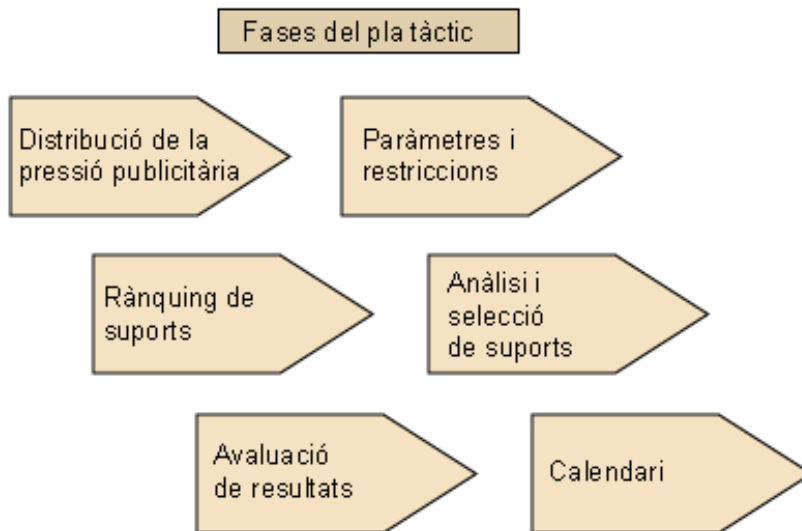 Fases del pla tàctic
Distribució de la
pressió publicitària
Paràmetres i
restriccions
Rànquing de
suports
Anàlisi i
selecció
de suports
Avaluació
de resultats
Calendari